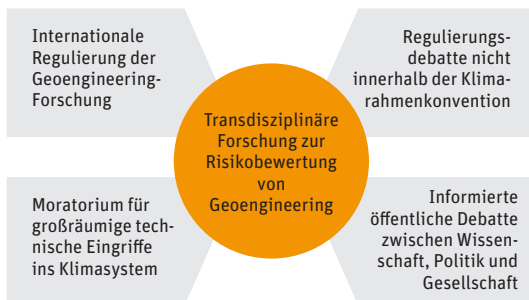 Internationale
Regulierung der
Geoengineering-
Forschung
Regulierungs-
debatte nicht
innerhalb der Klima-
rahmenkonvention
Transdisziplinäre
Forschung zur
Risikobewertung
von
Geoengineering
Moratorium für
großräumige tech-
nische Eingriffe
ins Klimasystem
Informierte
öffentliche Debatte
zwischen Wissen-
schaft, Politik und
Gesellschaft